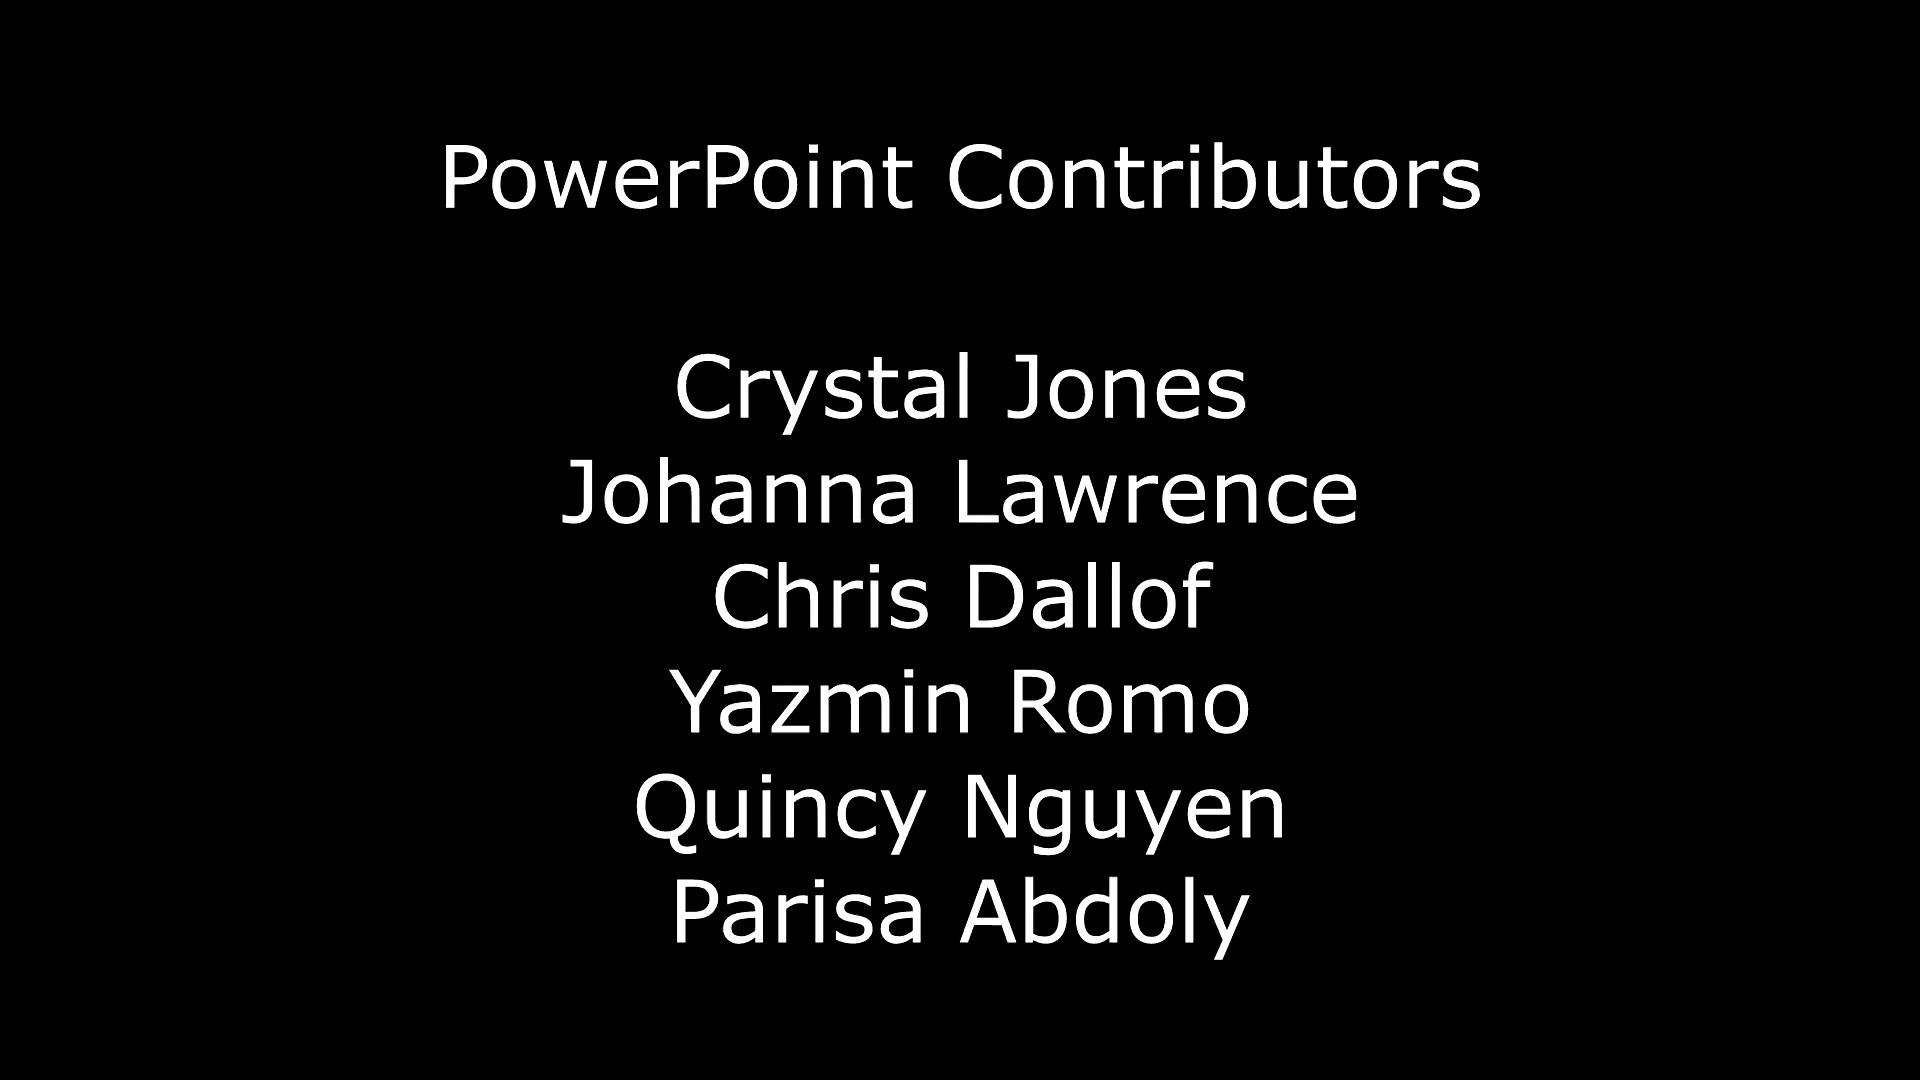 PowerPoint Contributors
Crystal Jones
Johanna Lawrence
Chris Dallof
Yazmin Romo
Quincy Nguyen
Parisa Abdoly